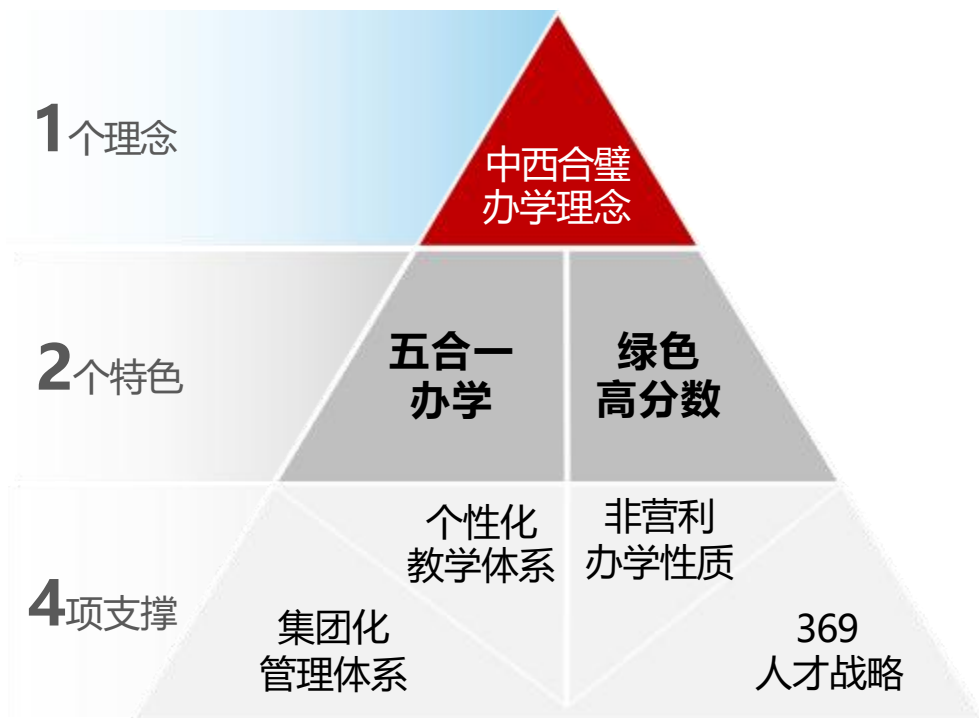 1个理念
中西合璧
办学理念
2个特色
五合一
办学
绿色
高分数
4项支撑
个性化
教学体系
非营利
办学性质
集团化
管理体系
369
人才战略